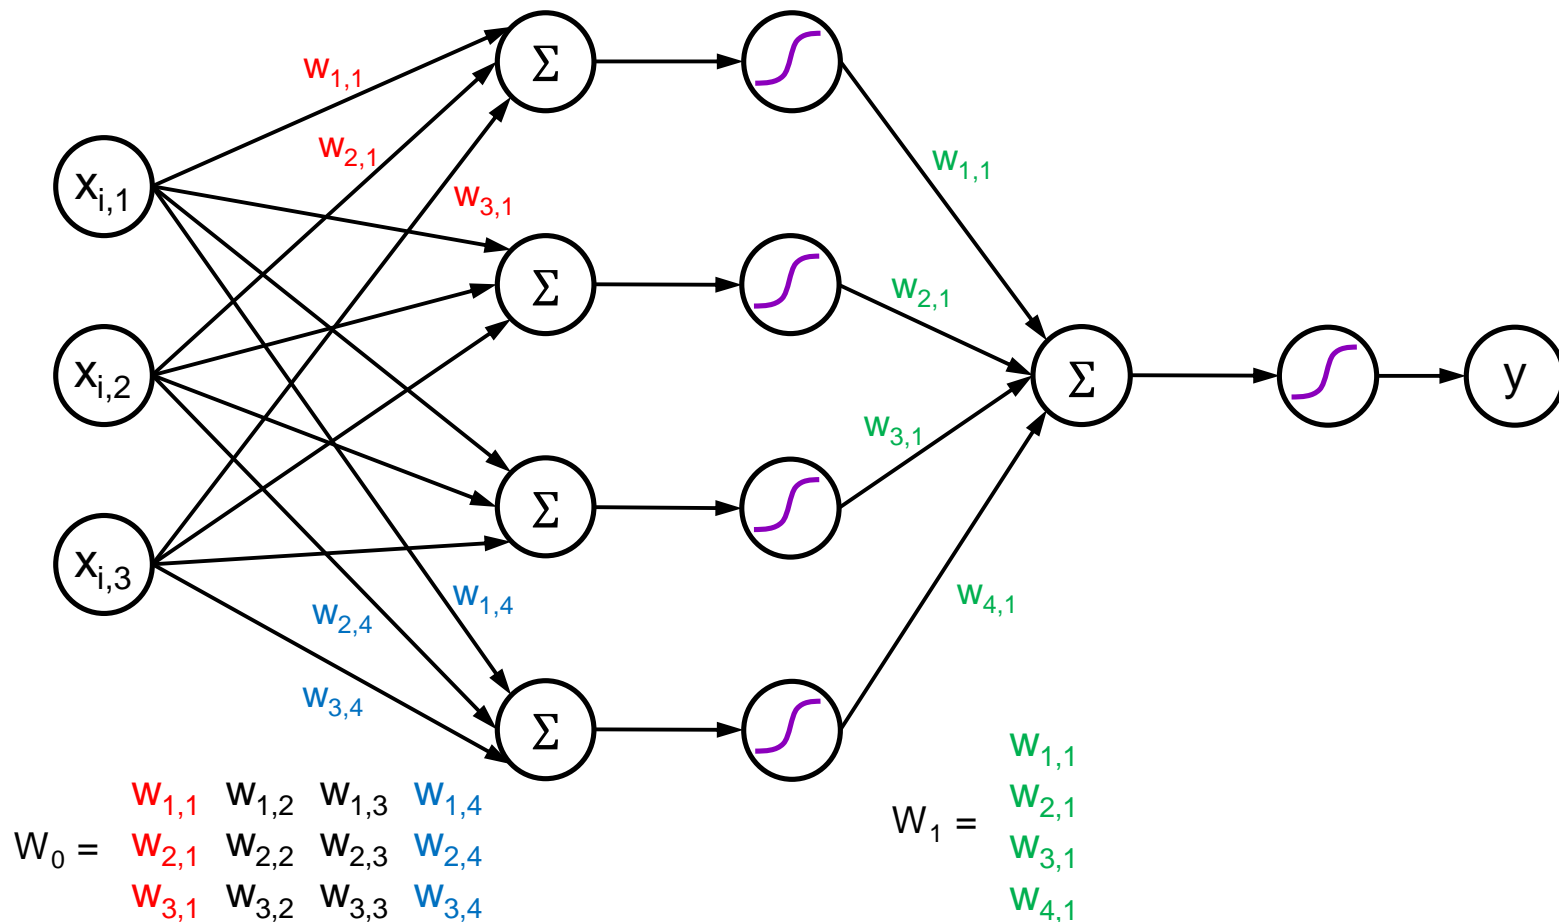 Σ
w1,1
w2,1
w3,1
w1,1
xi,1
Σ
w2,1
xi,2
Σ
y
w3,1
Σ
xi,3
w1,4
w2,4
w4,1
w3,4
Σ
W0 =
w1,1 w1,2 w1,3 w1,4
w2,1 w2,2 w2,3 w2,4
w3,1 w3,2 w3,3 w3,4
W1 =
w1,1
w2,1
w3,1
w4,1